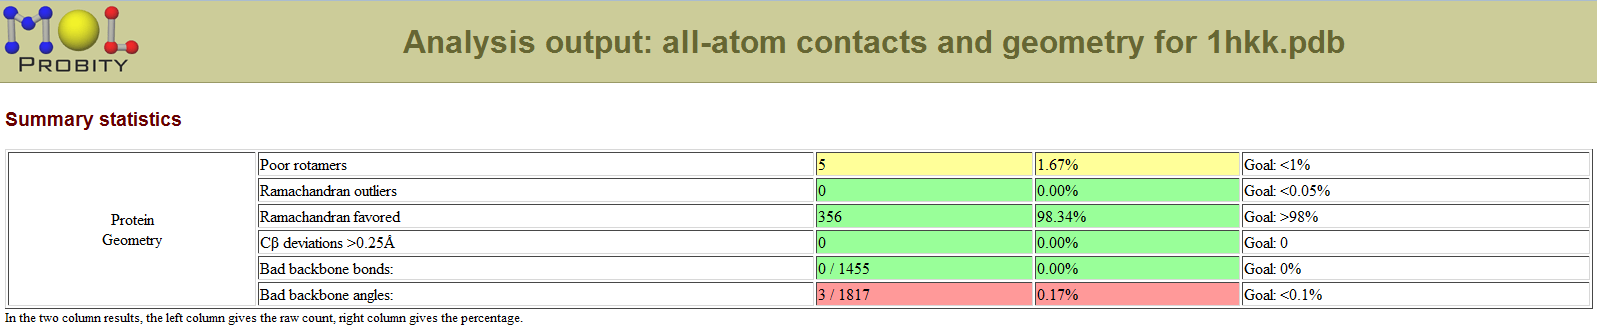 MOL
PROBITY
Analysis output: all-atom contacts and geometry for 1hkk.pdb
Summary statistics
Protein
Geometry
Poor rotamers 5 1.67% Goal: <1%
Ramachandran outliers 0 0.00% Goal: <0.05%
Ramachandran favored 356 98.34% Goal: >98%
Cβ deviations >0.25Å 0 0.00% Goal: 0
Bad backbone bonds: 0 / 1455 0.00% Goal: 0%
Bad backbone angles: 3 / 1817 0.17% Goal: <0.1%
In the two column results, the left column gives the raw count, right column gives the percentage.